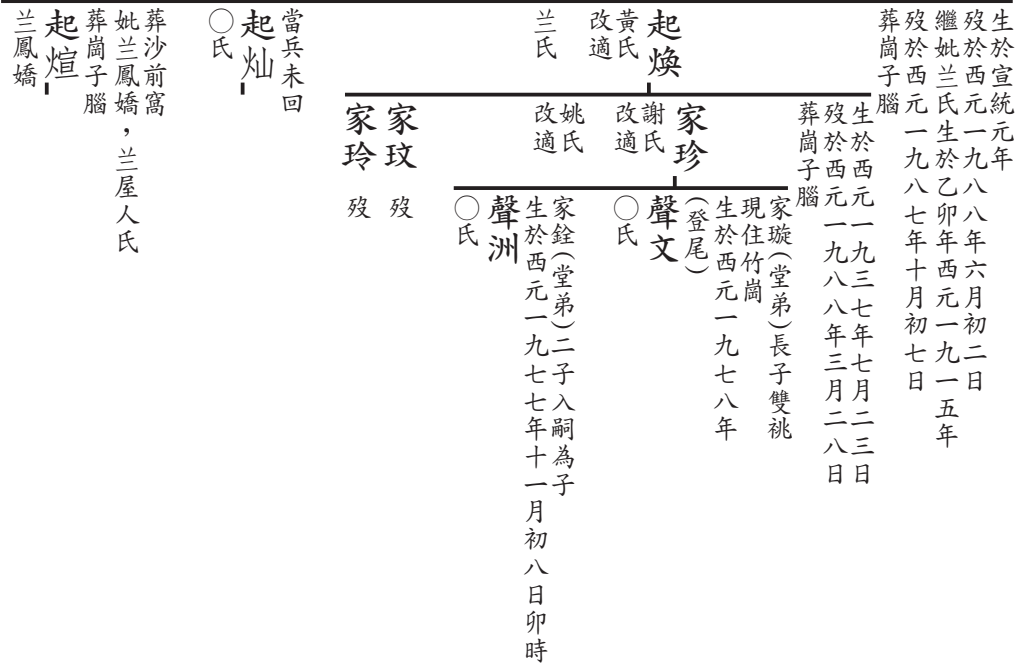 生於宣統元年
歿於西元一九八八年六月初二日
繼妣兰氏生於乙卯年西元一九一五年
歿於西元一九八七年十月初七日
葬崗子腦
起煥
黃氏
改適
兰氏
生於西元一九三七年七月二三日
歿於西元一九八八年三月二八日
葬崗子腦
家珍
謝氏
改適
姚氏
改適
家璇(堂弟)長子雙祧
現住竹崗
生於西元一九七八年
(登尾)
聲文
〇氏
家銓(堂弟)二子入嗣為子
生於西元一九七七年十一月初八日卯時
聲洲
〇氏
家玟 歿
家玲 歿
當兵未回
起灿
〇氏
葬沙前窩
妣兰鳳嬌，兰屋人氏
葬崗子腦
起煊
兰鳳嬌